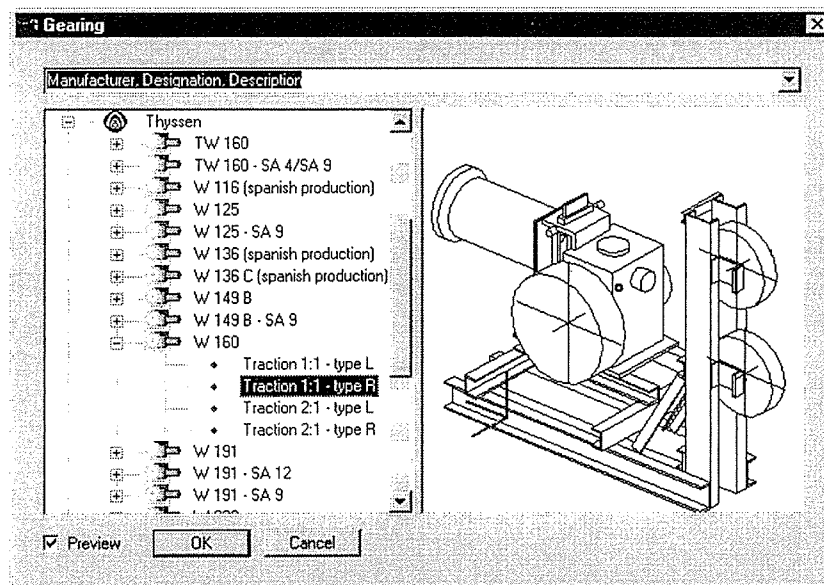 Gearing
Manufacturer, Designation, Description
Thyssen
TW 160
TW 160 - SA 4/SA 9
W 116 (spanish production)
W 125
W 125 - SA 9
W 136 (spanish production)
W 136 C (spanish production)
W 149 B
W 149 B - SA 9
W 160
Traction 1:1 - type L
Traction 1:1 - type R
Traction 2:1 - type L
Traction 2:1 - type R
W 191
W 191 - SA 12
W 191 - SA 9
Preview OK Cancel